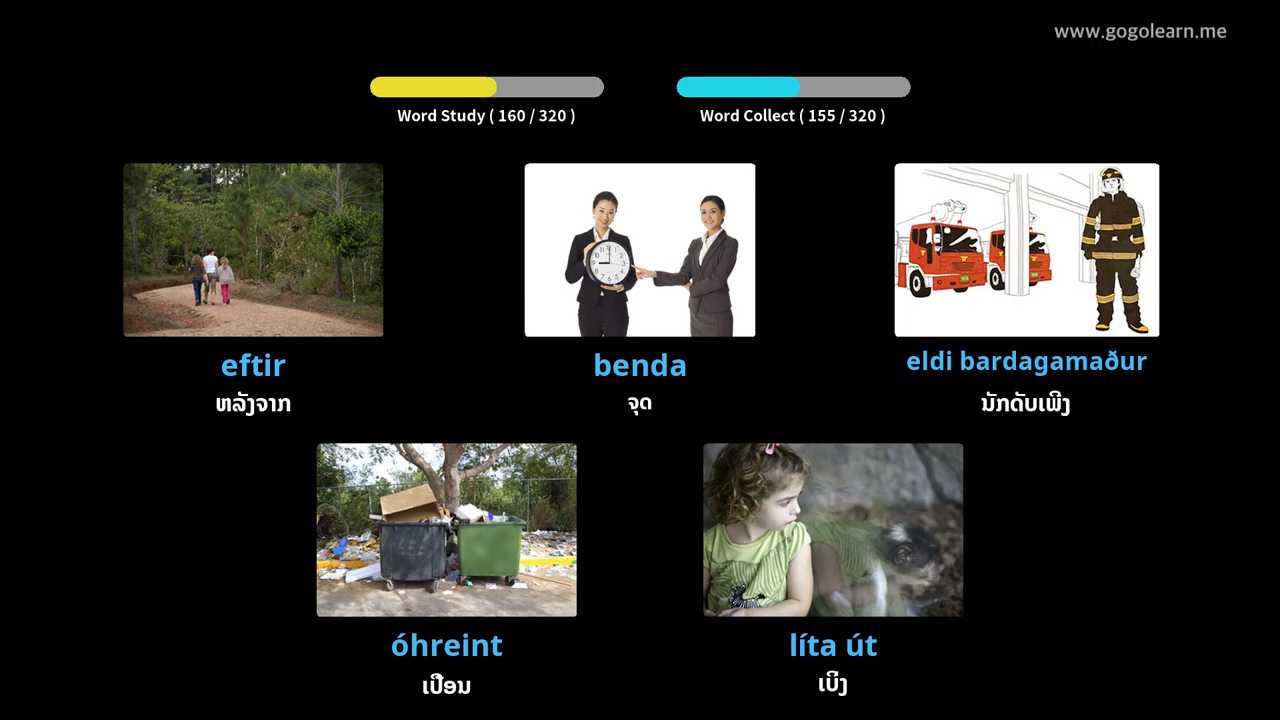 www.gogolearn.me
Word Study ( 160 / 320 )
Word Collect ( 155 / 320 )
eftir
ຫລັງຈາກ
benda
ຈຸດ
eldi bardagamaður
ນັກດັບເພີງ
óhreint
ເປືອນ
líta út
ເບິງ